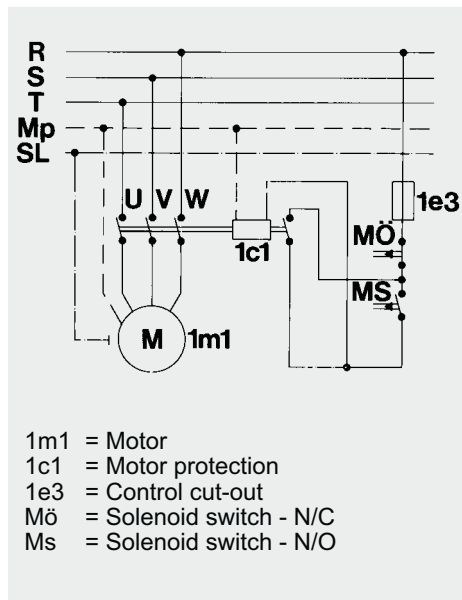 R
S
T
Mp
SL
U V W
1e3
1c1
MÖ
MS
M 1m1
1m1 = Motor
1c1 = Motor protection
1e3 = Control cut-out
Mö = Solenoid switch - N/C
Ms = Solenoid switch - N/O